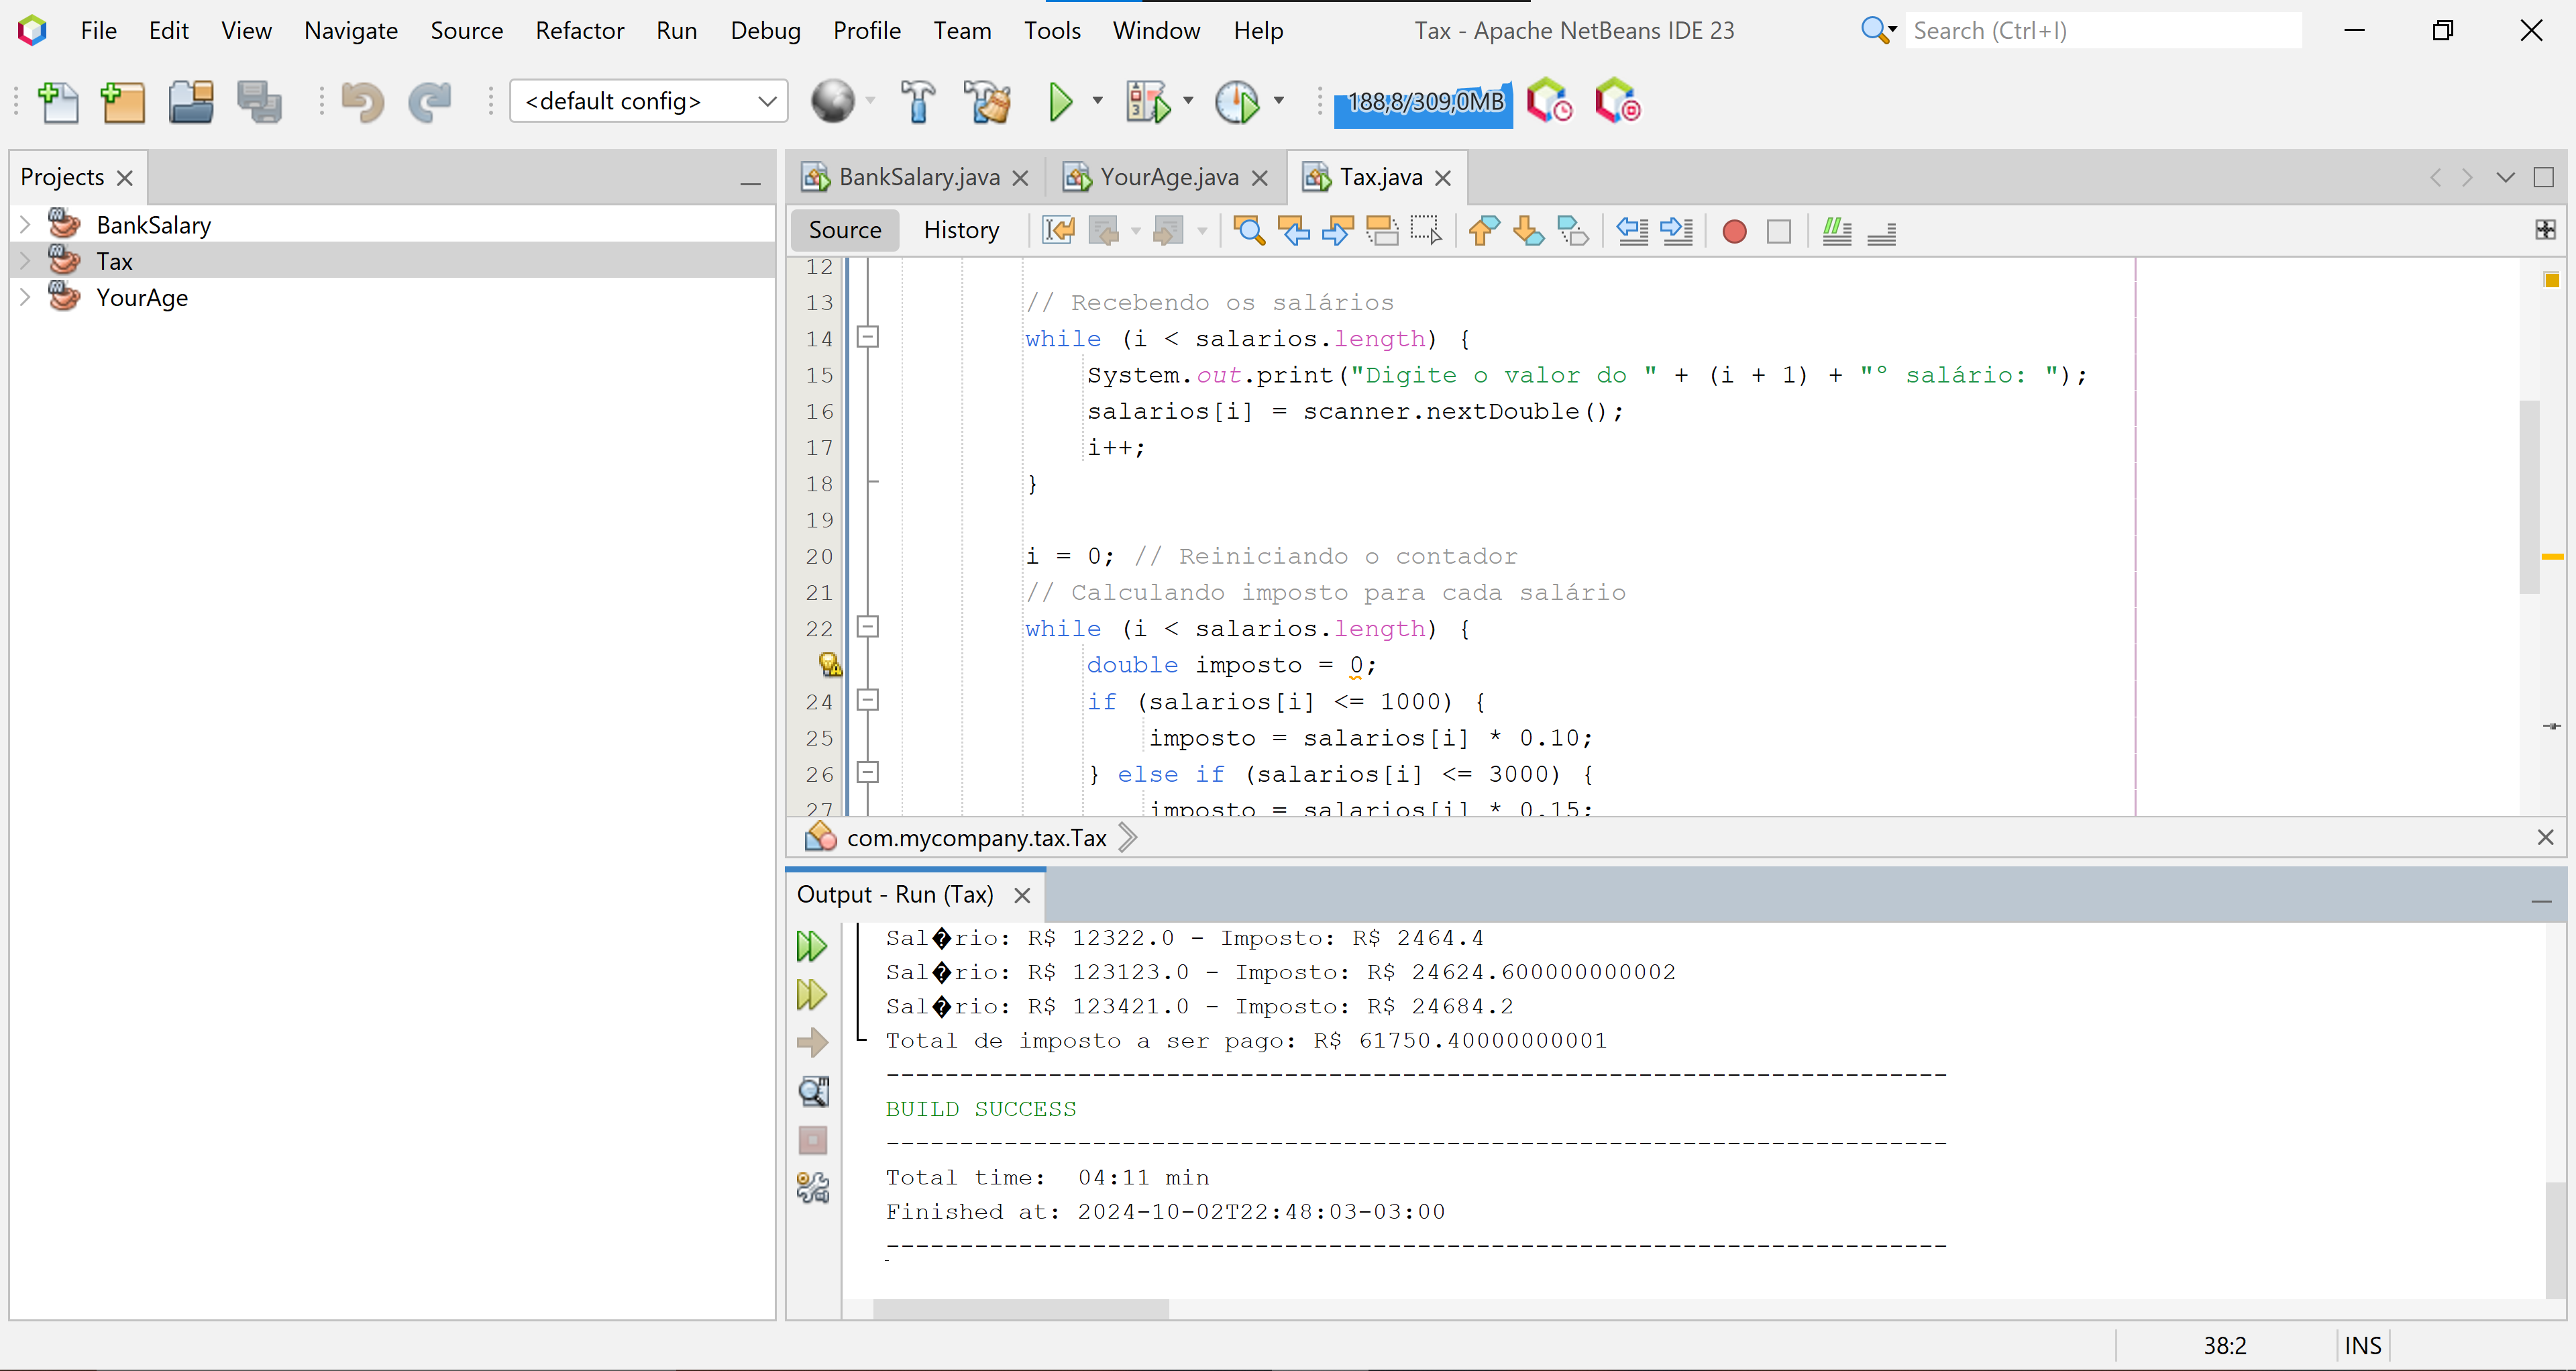 File Edit View Navigate Source Refactor Run Debug Profile Team Tools Window Help Tax - Apache NetBeans IDE 23 Search (Ctrl+I)
<default config> 188,8/309,0MB
Projects
BankSalary
Tax
YourAge
BankSalary.java YourAge.java Tax.java
Source History
12
13 // Recebendo os salários
14 while (i < salarios.length) {
15 System.out.print("Digite o valor do " + (i + 1) + "° salário: ");
16 salarios[i] = scanner.nextDouble();
17 i++;
18 }
19
20 i = 0; // Reiniciando o contador
21 // Calculando imposto para cada salário
22 while (i < salarios.length) {
double imposto = 0;
24 if (salarios[i] <= 1000) {
25 imposto = salarios[i] * 0.10;
26 } else if (salarios[i] <= 3000) {
27 imposto = salarios[i] * 0.15;
com.mycompany.tax.Tax
Output - Run (Tax)
Sal�rio: R$ 12322.0 - Imposto: R$ 2464.4
Sal�rio: R$ 123123.0 - Imposto: R$ 24624.600000000002
Sal�rio: R$ 123421.0 - Imposto: R$ 24684.2
Total de imposto a ser pago: R$ 61750.40000000001
------------------------------------------------------------------------
BUILD SUCCESS
------------------------------------------------------------------------
Total time:  04:11 min
Finished at: 2024-10-02T22:48:03-03:00
------------------------------------------------------------------------
38:2 INS